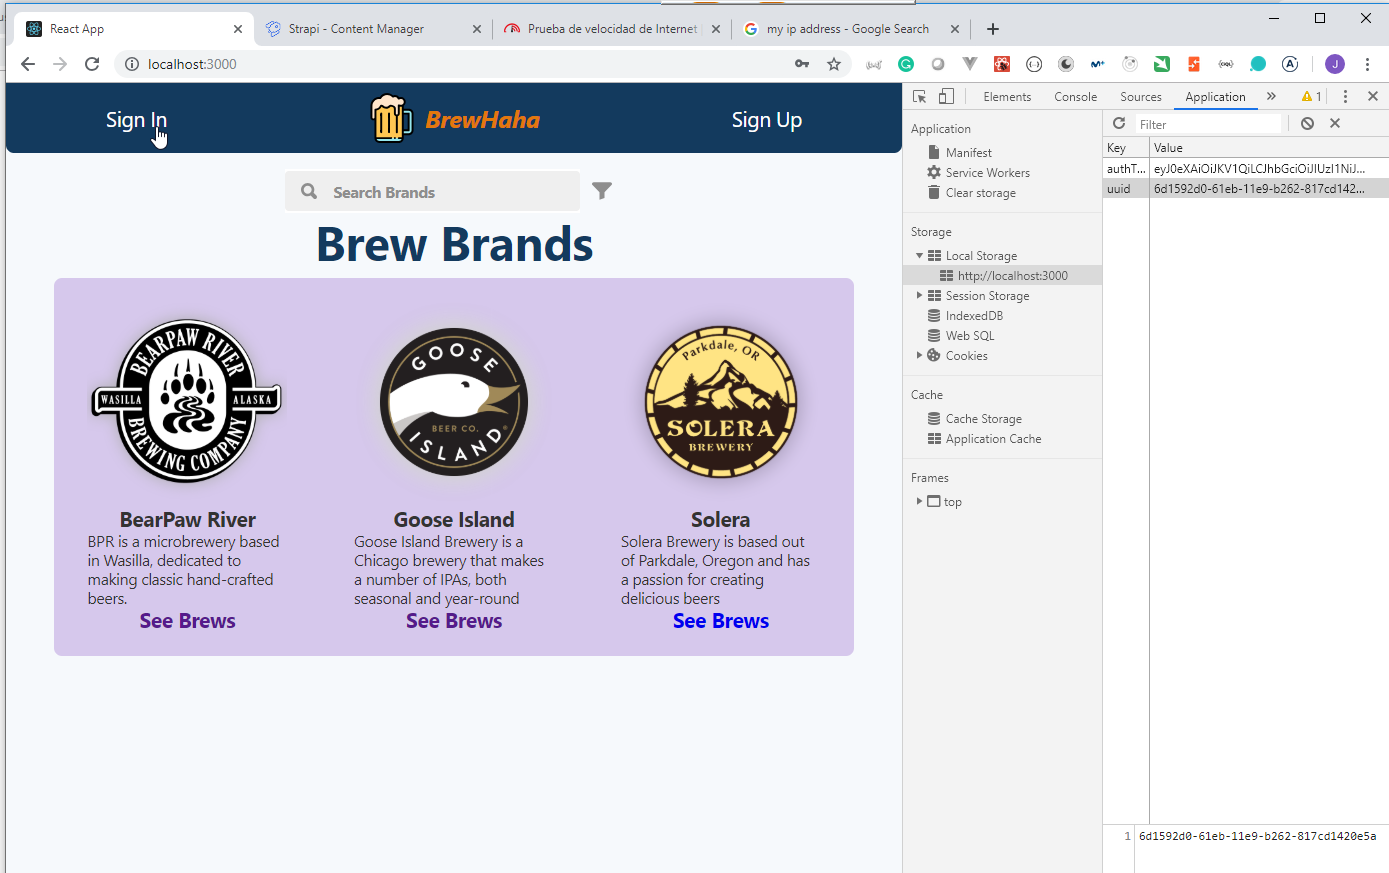 React App
Strapi - Content Manager
Prueba de velocidad de Internet
my ip address - Google Search
localhost:3000
J
Sign In
BrewHaha
Sign Up
Search Brands
Brew Brands
BEARPAW RIVER
WASILLA
ALASKA
BREWING COMPANY
GOOSE
BEER CO.
ISLAND
Parkdale, OR
SOLERA
BREWERY
BearPaw River
BPR is a microbrewery based
in Wasilla, dedicated to
making classic hand-crafted
beers.
See Brews
Goose Island
Goose Island Brewery is a
Chicago brewery that makes
a number of IPAs, both
seasonal and year-round
See Brews
Solera
Solera Brewery is based out
of Parkdale, Oregon and has
a passion for creating
delicious beers
See Brews
Elements Console Sources Application » 1
Application
Manifest
Service Workers
Clear storage
Storage
Local Storage
http://localhost:3000
Session Storage
IndexedDB
Web SQL
Cookies
Cache
Cache Storage
Application Cache
Frames
top
Filter
Key Value
authT... eyJ0eXAiOiJKV1QiLCJhbGciOiJIUzI1NiJ...
uuid 6d1592d0-61eb-11e9-b262-817cd142...
1 6d1592d0-61eb-11e9-b262-817cd1420e5a